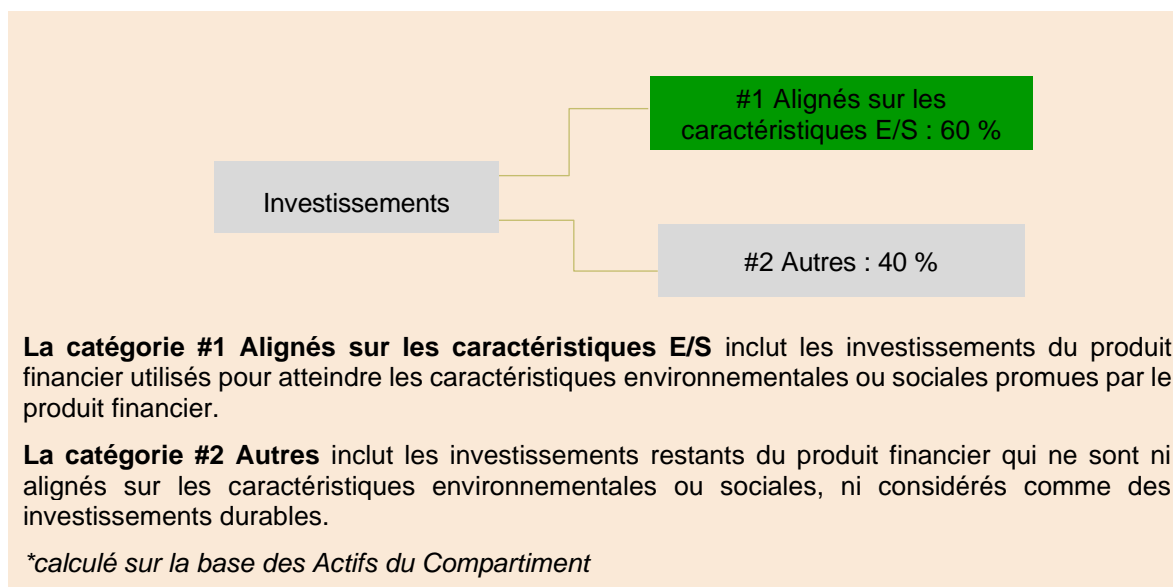 #1 Alignés sur les
caractéristiques E/S : 60 %
Investissements
#2 Autres : 40 %
La catégorie #1 Alignés sur les caractéristiques E/S inclut les investissements du produit
financier utilisés pour atteindre les caractéristiques environnementales ou sociales promues par le
produit financier.
La catégorie #2 Autres inclut les investissements restants du produit financier qui ne sont ni
alignés sur les caractéristiques environnementales ou sociales, ni considérés comme des
investissements durables.
*calculé sur la base des Actifs du Compartiment